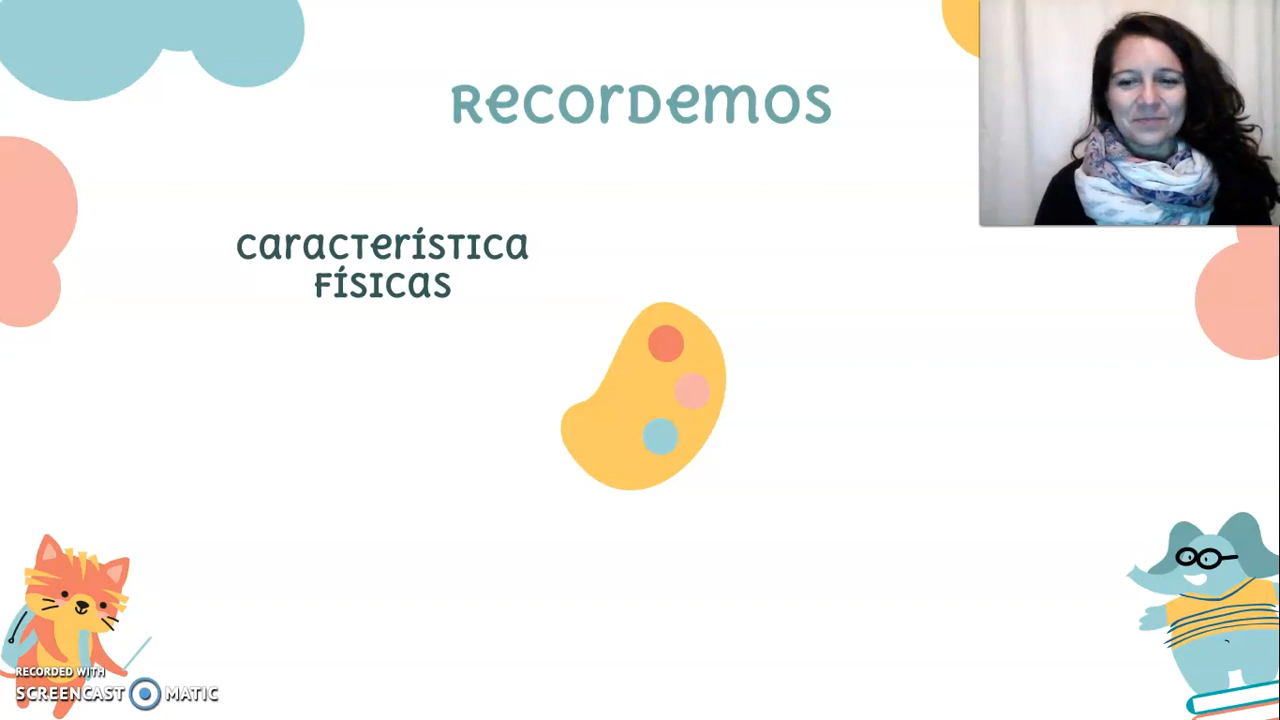 Recordemos
característica
físicas
RECORDED WITH
SCREENCAST MATIC